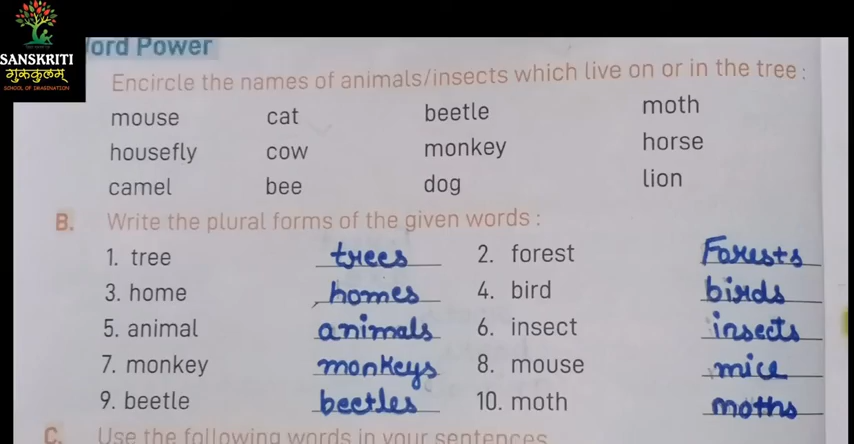 SANSKRITI
गुरुकुलम्
SCHOOL OF IMAGINATION
Word Power
Encircle the names of animals/insects which live on or in the tree :
mouse cat beetle moth
housefly cow monkey horse
camel bee dog lion
B. Write the plural forms of the given words :
1. tree trees 2. forest Forests
3. home homes 4. bird birds
5. animal animals 6. insect insects
7. monkey monkeys 8. mouse mice
9. beetle beetles 10. moth moths
C. Use the following words in your sentences